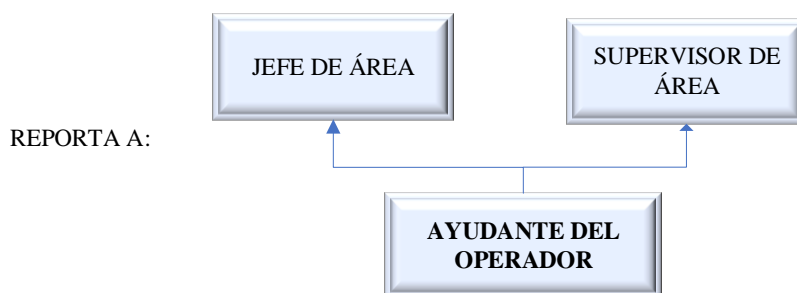 JEFE DE ÁREA
SUPERVISOR DE
ÁREA
REPORTA A:
AYUDANTE DEL
OPERADOR